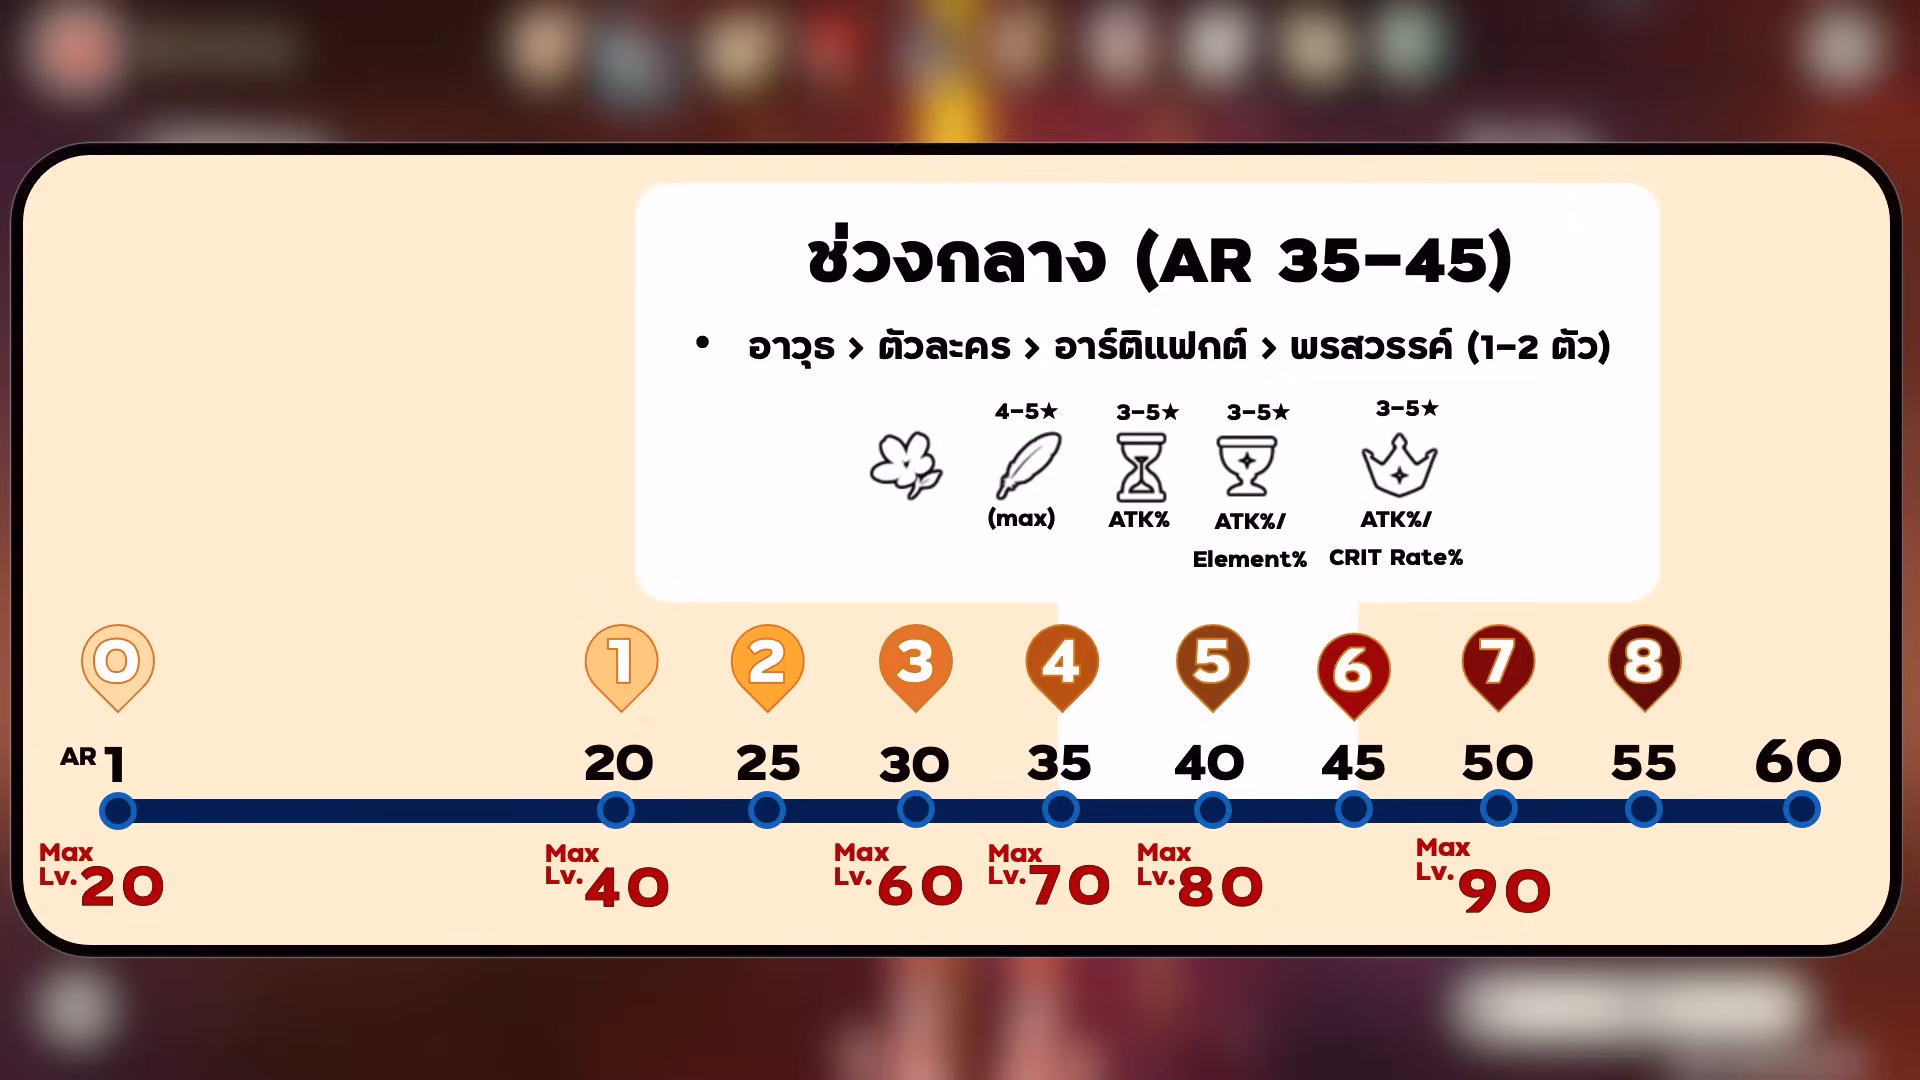 ช่วงกลาง (AR 35-45)
• อาวุธ > ตัวละคร > อาร์ติแฟกต์ > พรสวรรค์ (1-2 ตัว)
4-5★ 3-5★ 3-5★ 3-5★
(max) ATK% ATK%/ ATK%/
Element% CRIT Rate%
0 1 2 3 4 5 6 7 8
AR 1 20 25 30 35 40 45 50 55 60
Max Lv. 20 Max Lv. 40 Max Lv. 60 Max Lv. 70 Max Lv. 80 Max Lv. 90